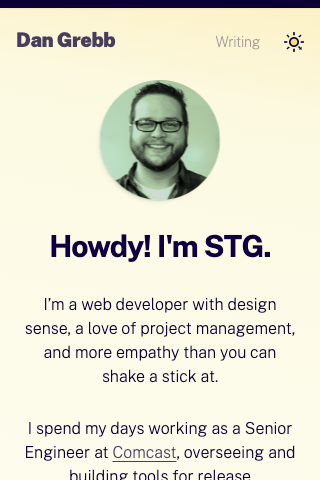 Dan Grebb
Writing
Howdy! I'm STG.
I’m a web developer with design
sense, a love of project management,
and more empathy than you can
shake a stick at.
I spend my days working as a Senior
Engineer at Comcast, overseeing and
building tools for release